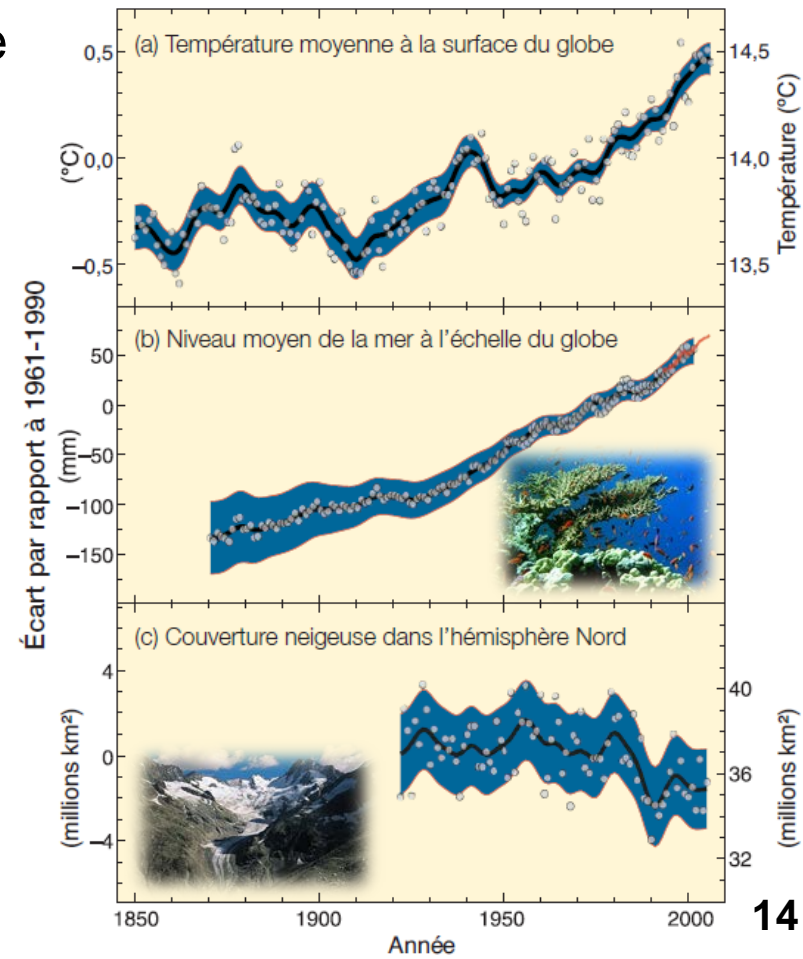 e
(a) Température moyenne à la surface du globe
0,5
0,0
–0,5
(°C)
14,5
14,0
13,5
Température (°C)
Écart par rapport à 1961-1990
(b) Niveau moyen de la mer à l'échelle du globe
50
0
–50
–100
–150
(mm)
(c) Couverture neigeuse dans l'hémisphère Nord
4
0
–4
(millions km²)
40
36
32
(millions km²)
1850
1900
1950
2000
Année
14